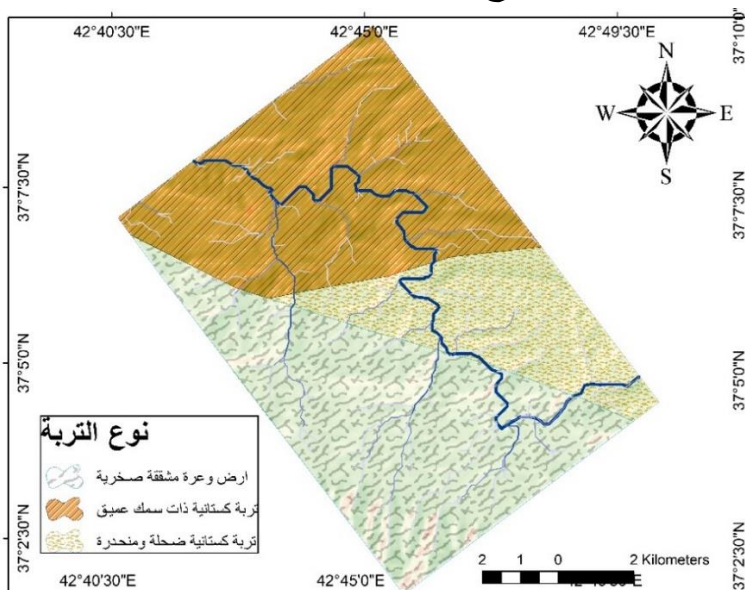 42°40'30"E 42°45'0"E 42°49'30"E
37°10'0"
N
W E
S
37°7'30"N 37°7'30"N
37°5'0"N 37°5'0"N
نوع التربة
ارض وعرة مشققة صخرية
تربة كستانية ذات سمك عميق
تربة كستانية ضحلة ومنحدرة
37°2'30"N 37°2'30"N
2 1 0 2 Kilometers
42°40'30"E 42°45'0"E